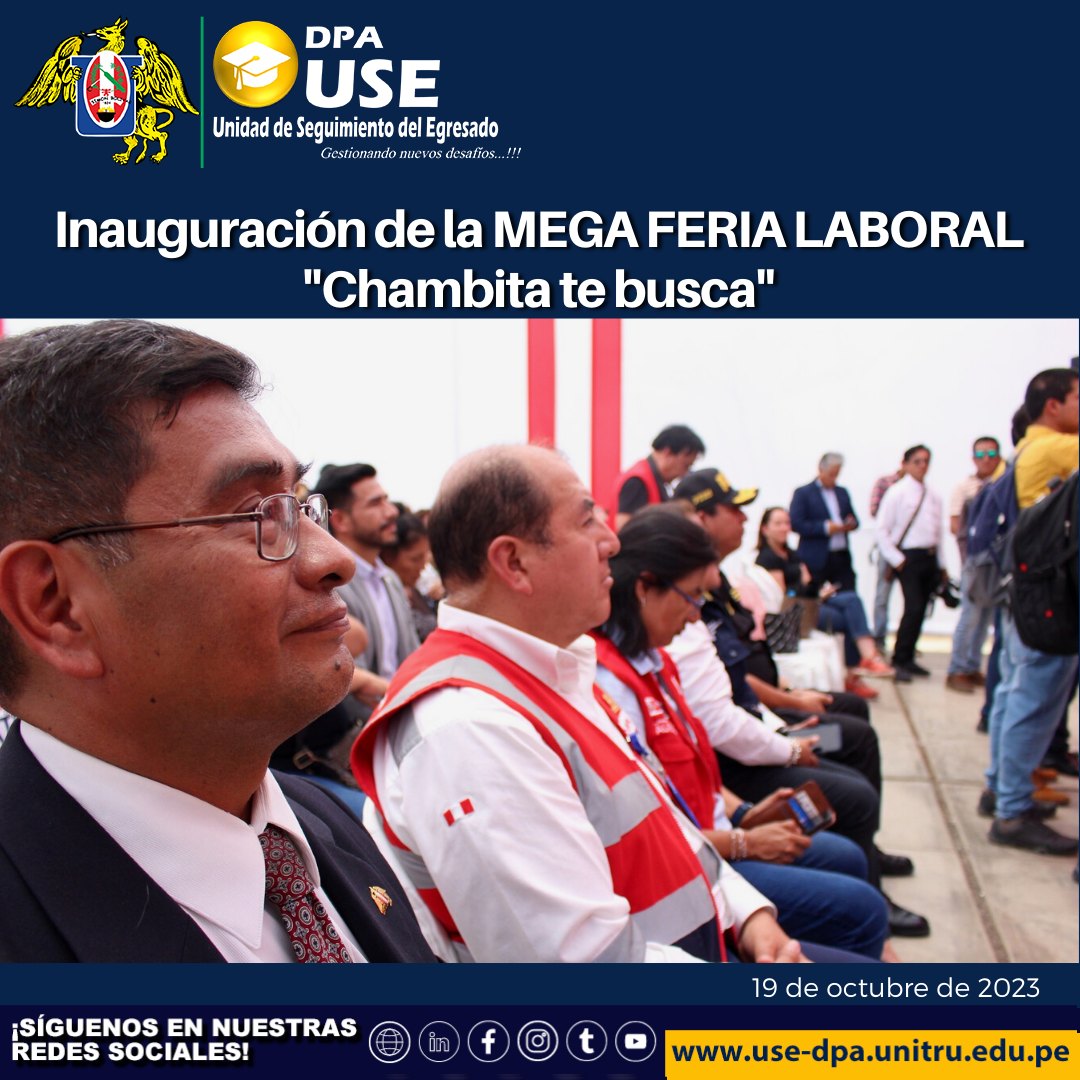 DPA
USE
Unidad de Seguimiento del Egresado
Gestionando nuevos desafíos...!!!
Inauguración de la MEGA FERIA LABORAL
"Chambita te busca"
19 de octubre de 2023
¡SÍGUENOS EN NUESTRAS
REDES SOCIALES!
www.use-dpa.unitru.edu.pe